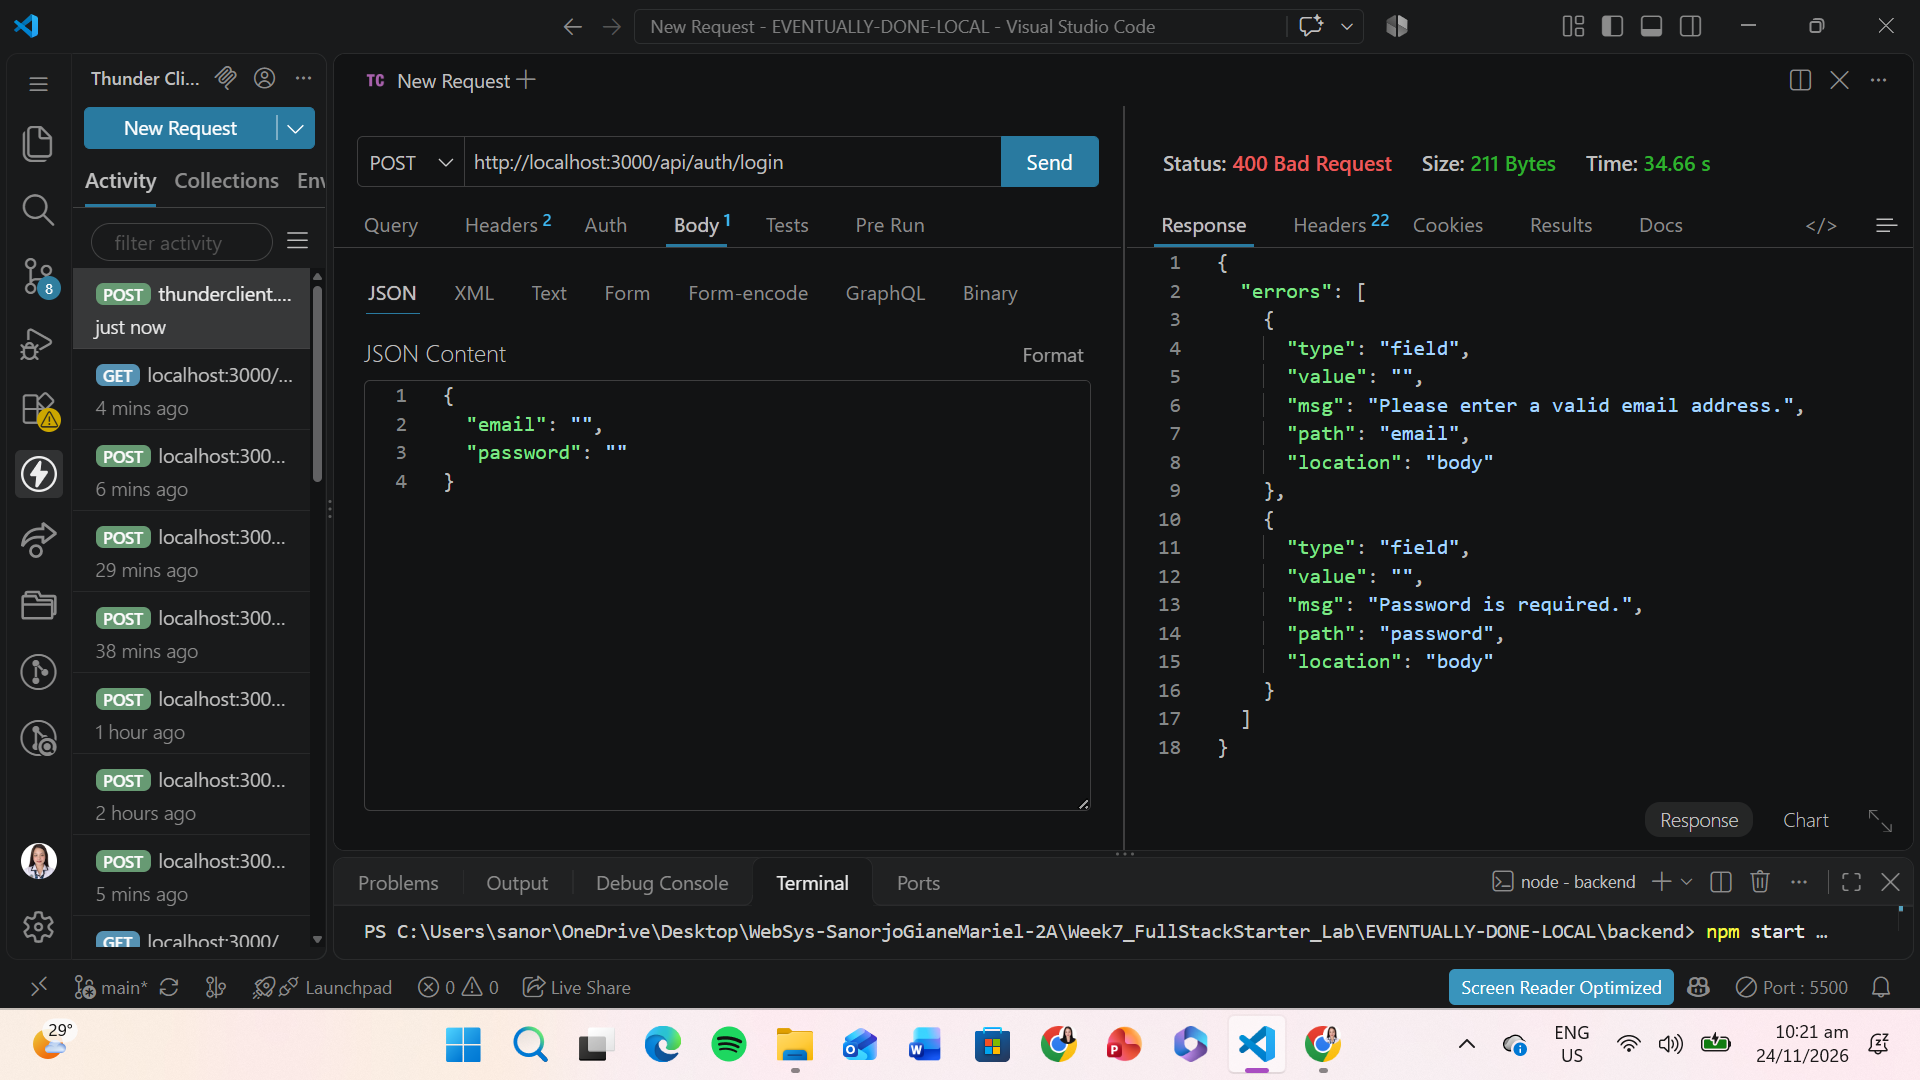 New Request - EVENTUALLY-DONE-LOCAL - Visual Studio Code
Thunder Cli...
New Request
Activity Collections Env
filter activity
POST thunderclient....
just now
GET localhost:3000/...
4 mins ago
POST localhost:300...
6 mins ago
POST localhost:300...
29 mins ago
POST localhost:300...
38 mins ago
POST localhost:300...
1 hour ago
POST localhost:300...
2 hours ago
POST localhost:300...
5 mins ago
GET localhost:3000/
8
TC New Request
POST http://localhost:3000/api/auth/login Send
Query Headers 2 Auth Body 1 Tests Pre Run
JSON XML Text Form Form-encode GraphQL Binary
JSON Content Format
1 {
2 "email": "",
3 "password": ""
4 }
Status: 400 Bad Request Size: 211 Bytes Time: 34.66 s
Response Headers 22 Cookies Results Docs </>
1 {
2 "errors": [
3 {
4 "type": "field",
5 "value": "",
6 "msg": "Please enter a valid email address.",
7 "path": "email",
8 "location": "body"
9 },
10 {
11 "type": "field",
12 "value": "",
13 "msg": "Password is required.",
14 "path": "password",
15 "location": "body"
16 }
17 ]
18 }
Response Chart
Problems Output Debug Console Terminal Ports
node - backend
PS C:\Users\sanor\OneDrive\Desktop\WebSys-SanorjoGianeMariel-2A\Week7_FullStackStarter_Lab\EVENTUALLY-DONE-LOCAL\backend> npm start ...
main* Launchpad 0 0 Live Share
Screen Reader Optimized Port : 5500
29°
ENG
US
10:21 am
24/11/2026